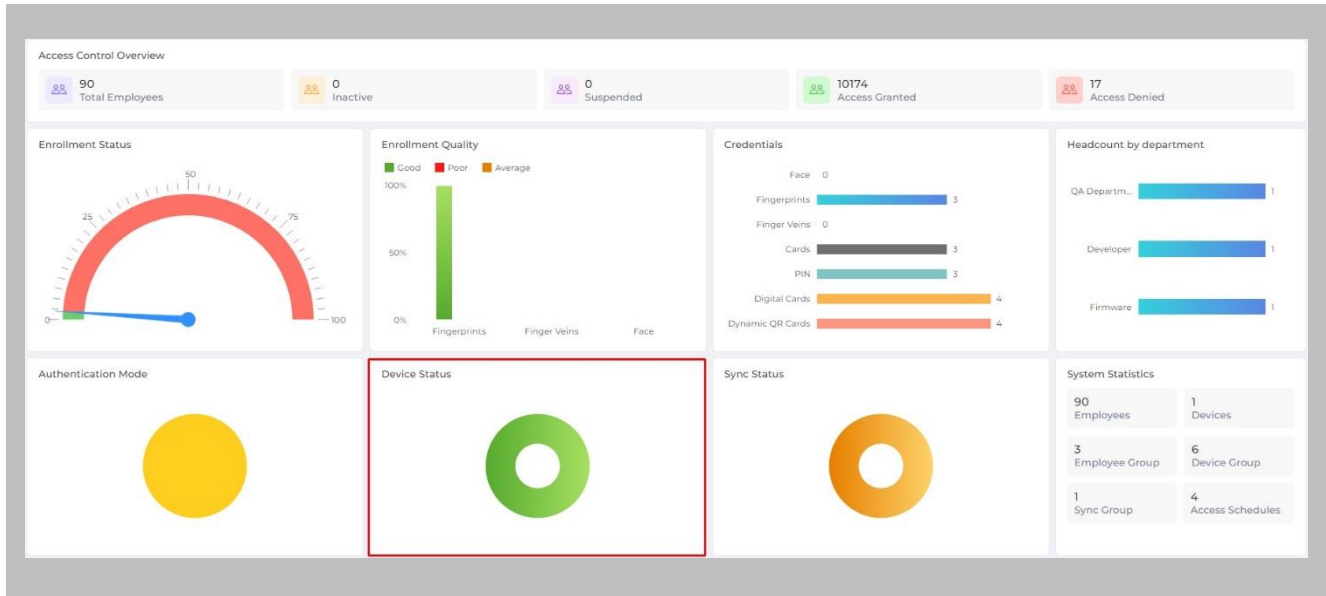 Access Control Overview
90
Total Employees
0
Inactive
0
Suspended
10174
Access Granted
17
Access Denied
Enrollment Status
50
25
75
0
100
Enrollment Quality
Good Poor Average
100%
50%
0%
Fingerprints Finger Veins Face
Credentials
Face 0
Fingerprints 3
Finger Veins 0
Cards 3
PIN 3
Digital Cards 4
Dynamic QR Cards 4
Headcount by department
QA Departm... 1
Developer 1
Firmware 1
Authentication Mode
Device Status
Sync Status
System Statistics
90
Employees
1
Devices
3
Employee Group
6
Device Group
1
Sync Group
4
Access Schedules